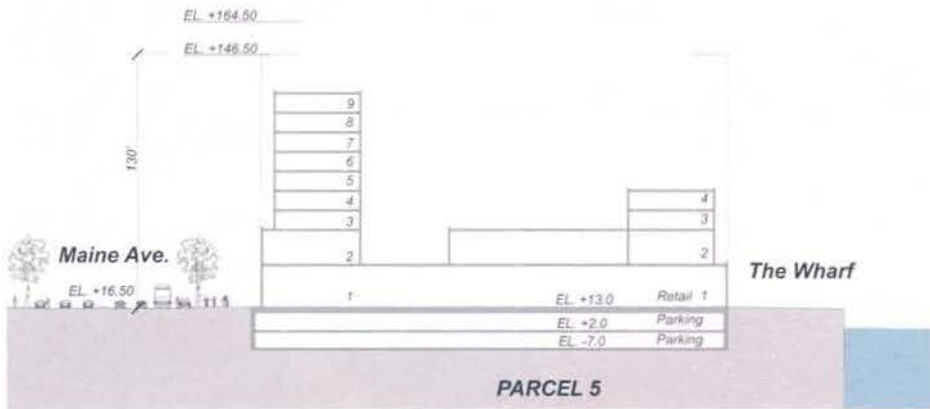 EL. +164.50
EL. +146.50
130'
9
8
7
6
5
4
3
2
4
3
2
Maine Ave.
The Wharf
EL. +16.50
1
EL. +13.0 Retail 1
EL. +2.0 Parking
EL. -7.0 Parking
PARCEL 5